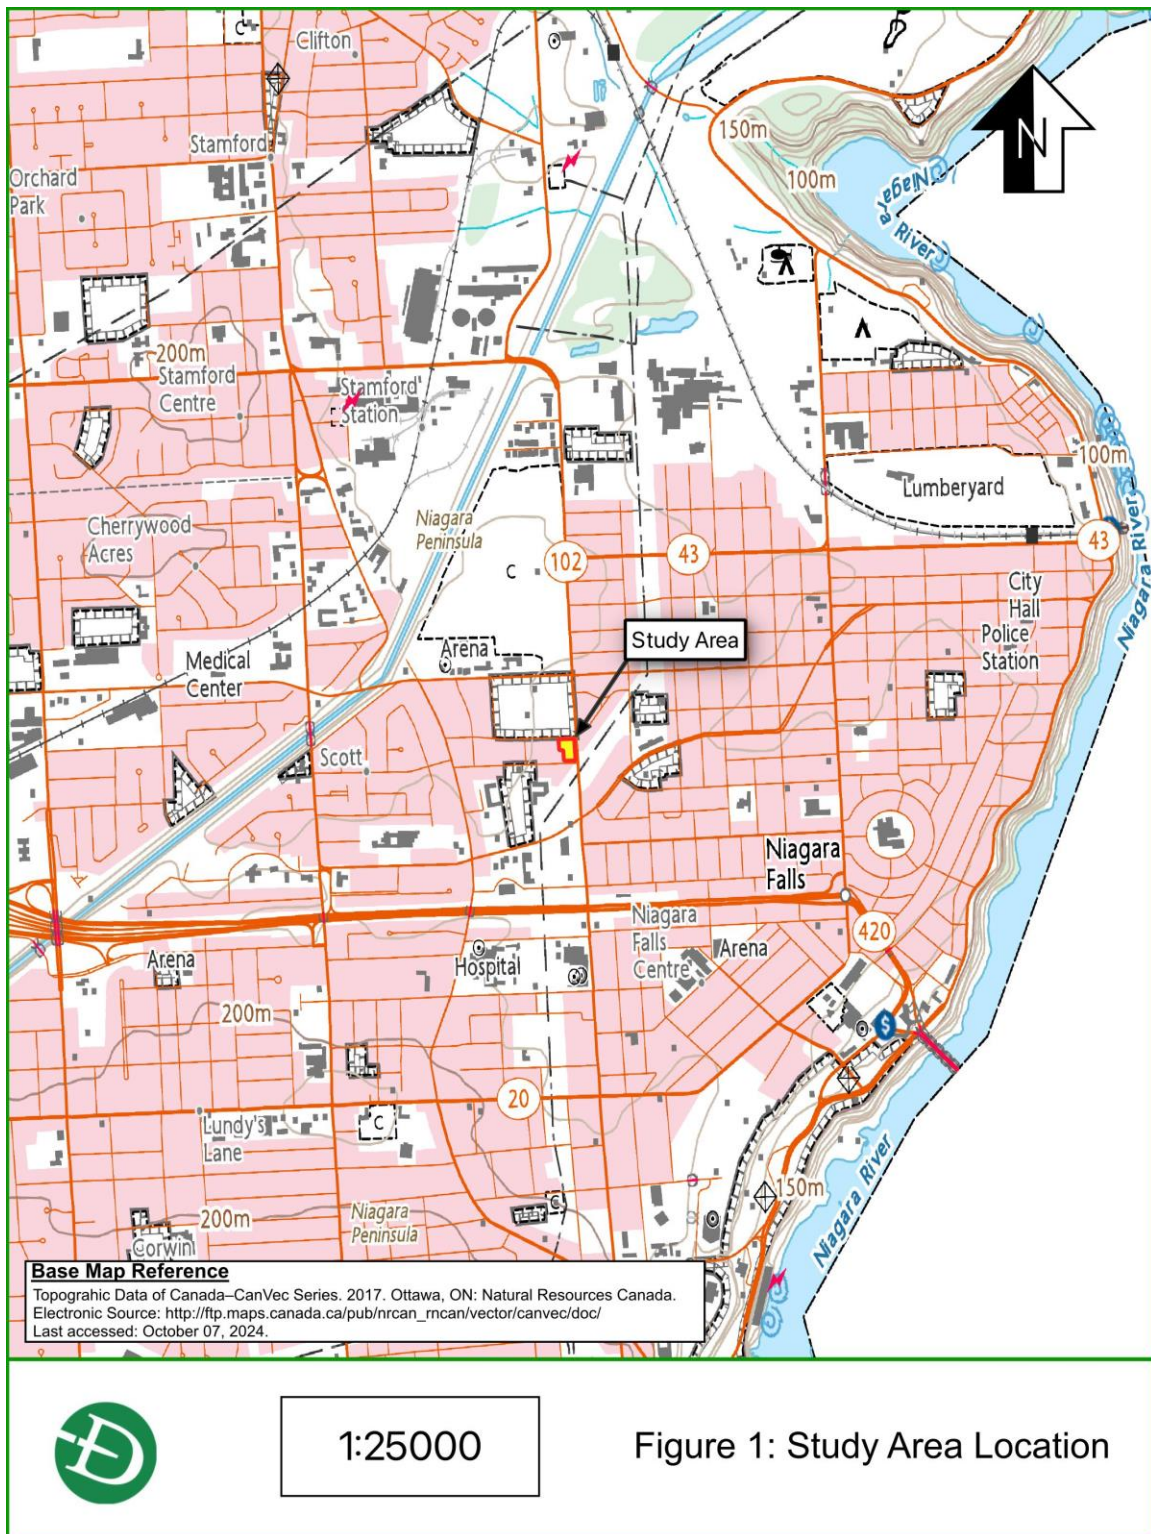 C
Clifton
Stamford
Orchard
Park
150m
100m
N
Niagara
River
200m
Stamford
Centre
Stamford
Station
100m
Lumberyard
Niagara
Peninsula
Cherrywood
Acres
102
43
43
C
Niagara River
City
Hall
Police
Station
Study Area
Arena
Medical
Center
Scott
Niagara
Falls
420
Niagara
Falls
Centre
Arena
Arena
Hospital
200m
$
20
Lundy's
Lane
C
C
150m
Niagara River
200m
Niagara
Peninsula
Corwin
Base Map Reference
Topograhic Data of Canada–CanVec Series. 2017. Ottawa, ON: Natural Resources Canada.
Electronic Source: http://ftp.maps.canada.ca/pub/nrcan_rncan/vector/canvec/doc/
Last accessed: October 07, 2024.
D
1:25000
Figure 1: Study Area Location